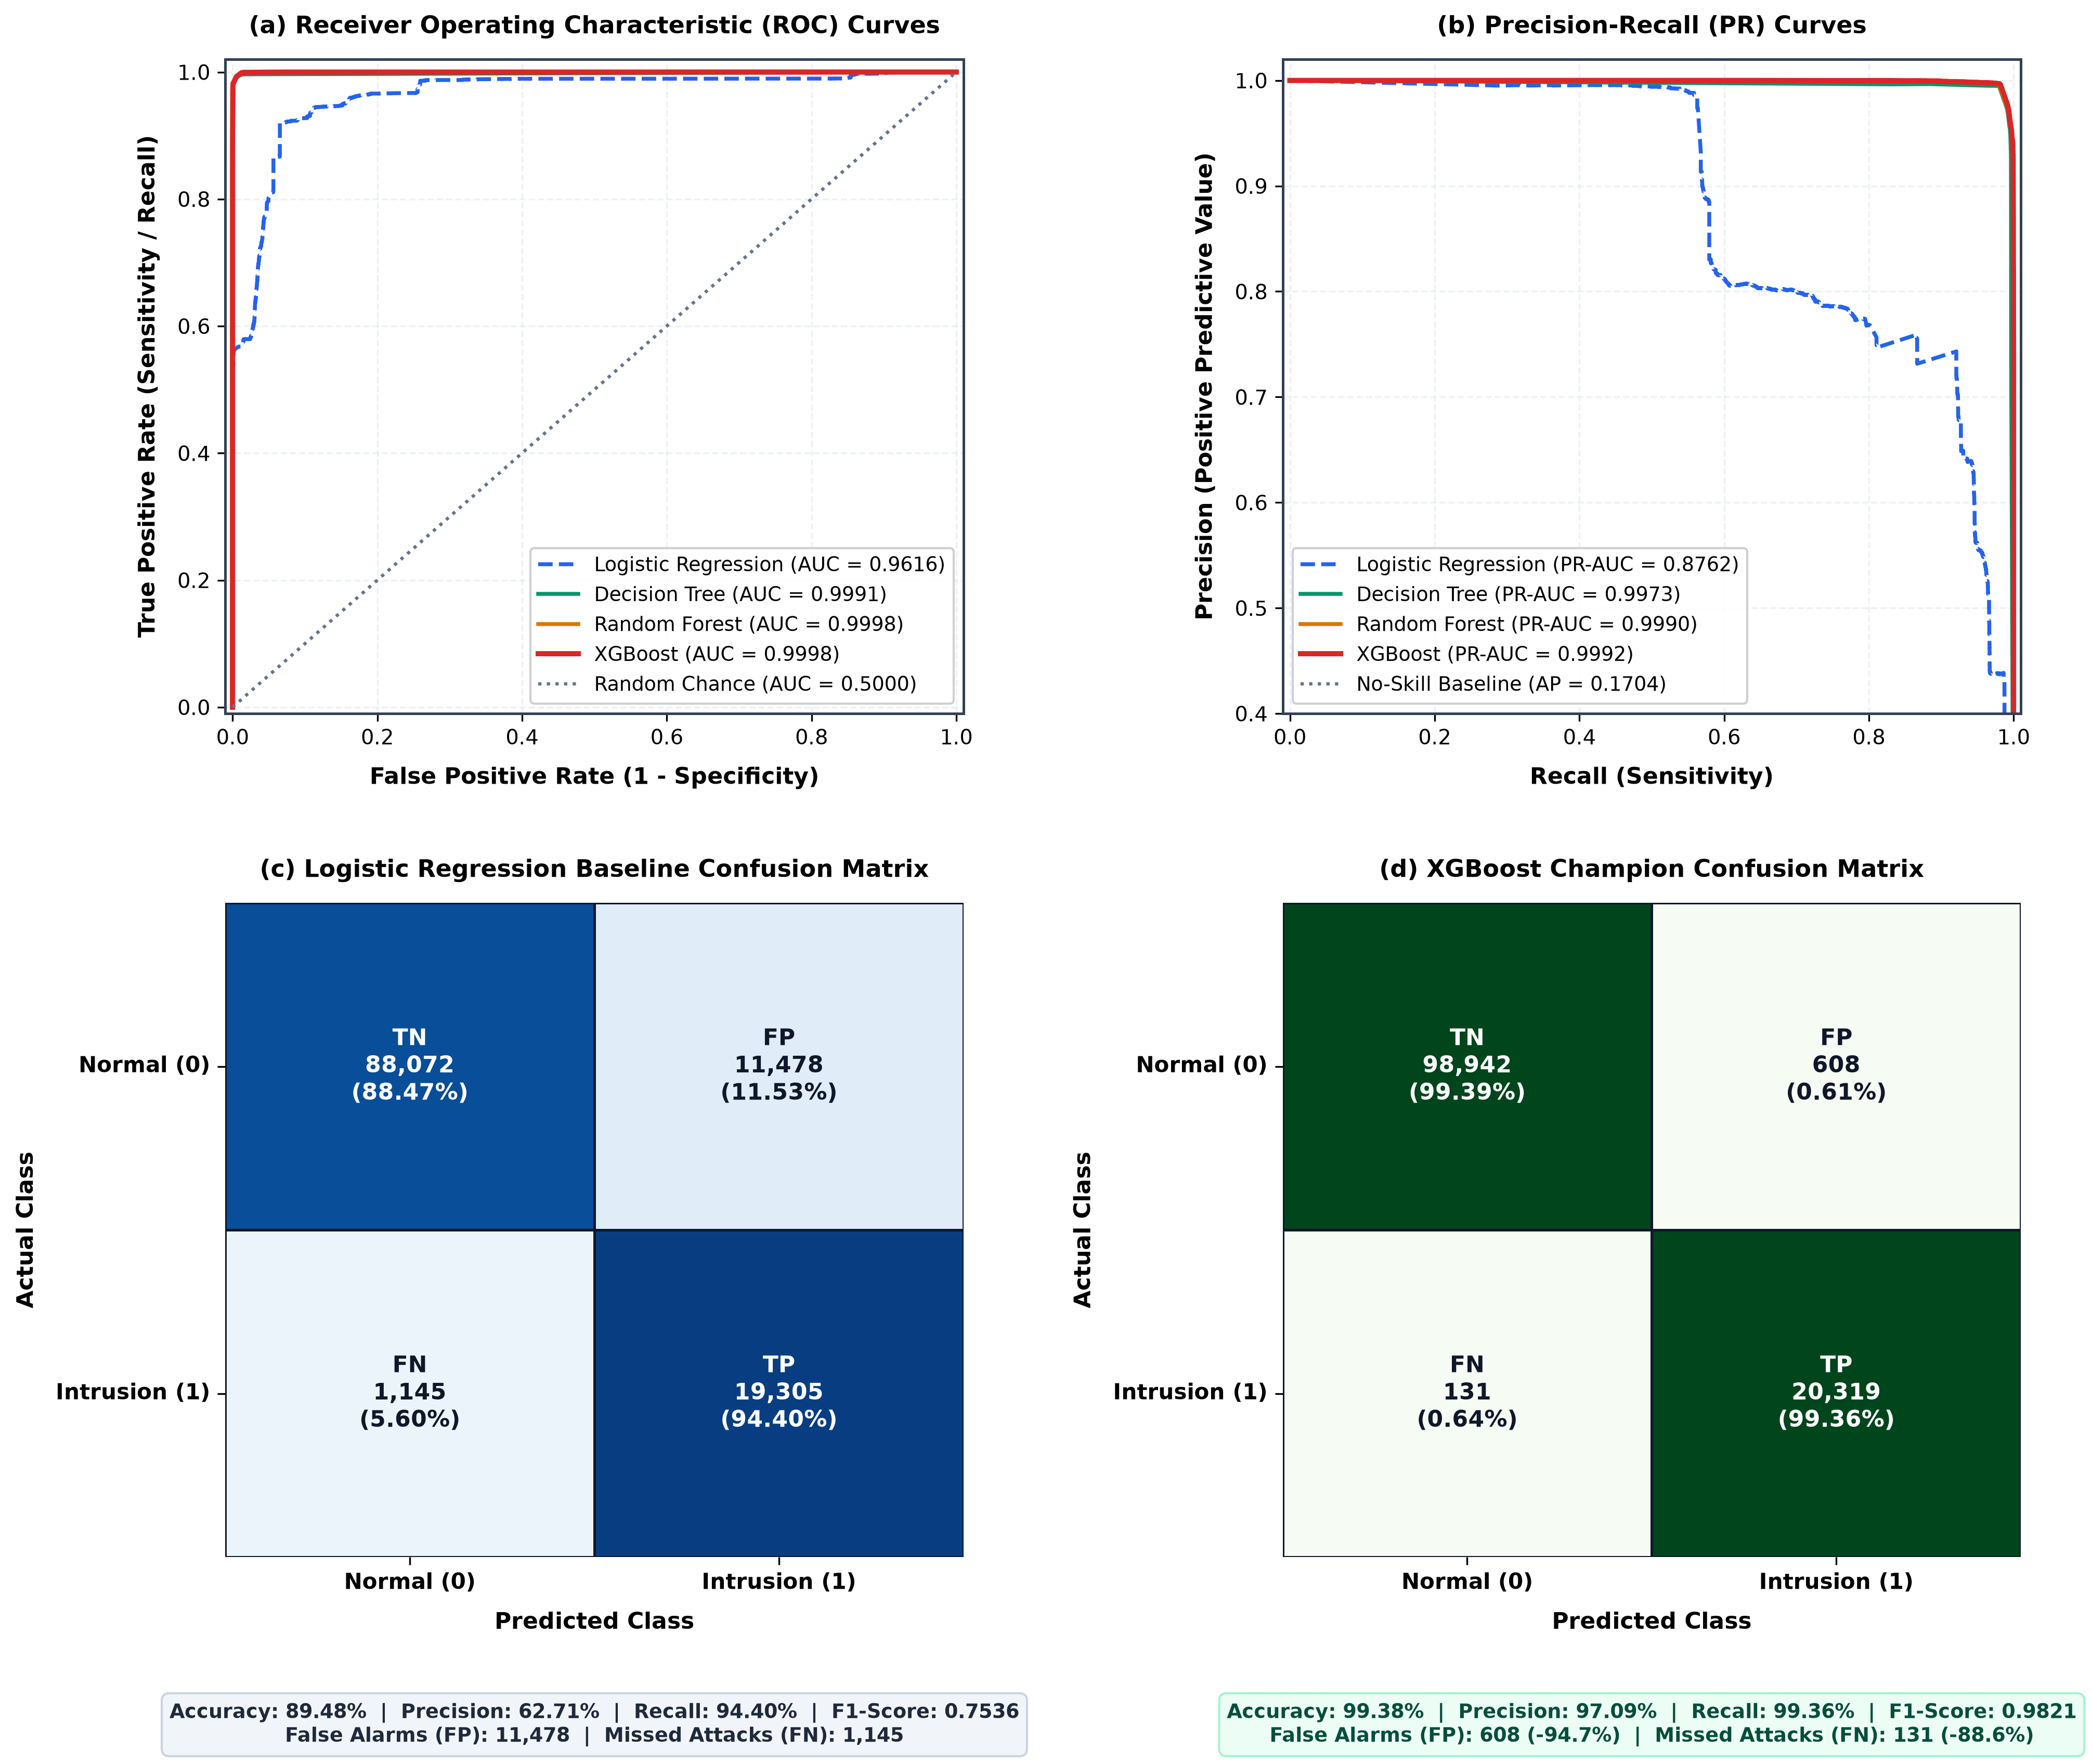 (a) Receiver Operating Characteristic (ROC) Curves
True Positive Rate (Sensitivity / Recall)
1.0
0.8
0.6
0.4
0.2
0.0
Logistic Regression (AUC = 0.9616)
Decision Tree (AUC = 0.9991)
Random Forest (AUC = 0.9998)
XGBoost (AUC = 0.9998)
Random Chance (AUC = 0.5000)
0.0 0.2 0.4 0.6 0.8 1.0
False Positive Rate (1 - Specificity)
(b) Precision-Recall (PR) Curves
Precision (Positive Predictive Value)
1.0
0.9
0.8
0.7
0.6
0.5
0.4
Logistic Regression (PR-AUC = 0.8762)
Decision Tree (PR-AUC = 0.9973)
Random Forest (PR-AUC = 0.9990)
XGBoost (PR-AUC = 0.9992)
No-Skill Baseline (AP = 0.1704)
0.0 0.2 0.4 0.6 0.8 1.0
Recall (Sensitivity)
(c) Logistic Regression Baseline Confusion Matrix
Actual Class
Normal (0)
TN
88,072
(88.47%)
FP
11,478
(11.53%)
Intrusion (1)
FN
1,145
(5.60%)
TP
19,305
(94.40%)
Normal (0) Intrusion (1)
Predicted Class
Accuracy: 89.48% | Precision: 62.71% | Recall: 94.40% | F1-Score: 0.7536
False Alarms (FP): 11,478 | Missed Attacks (FN): 1,145
(d) XGBoost Champion Confusion Matrix
Actual Class
Normal (0)
TN
98,942
(99.39%)
FP
608
(0.61%)
Intrusion (1)
FN
131
(0.64%)
TP
20,319
(99.36%)
Normal (0) Intrusion (1)
Predicted Class
Accuracy: 99.38% | Precision: 97.09% | Recall: 99.36% | F1-Score: 0.9821
False Alarms (FP): 608 (-94.7%) | Missed Attacks (FN): 131 (-88.6%)